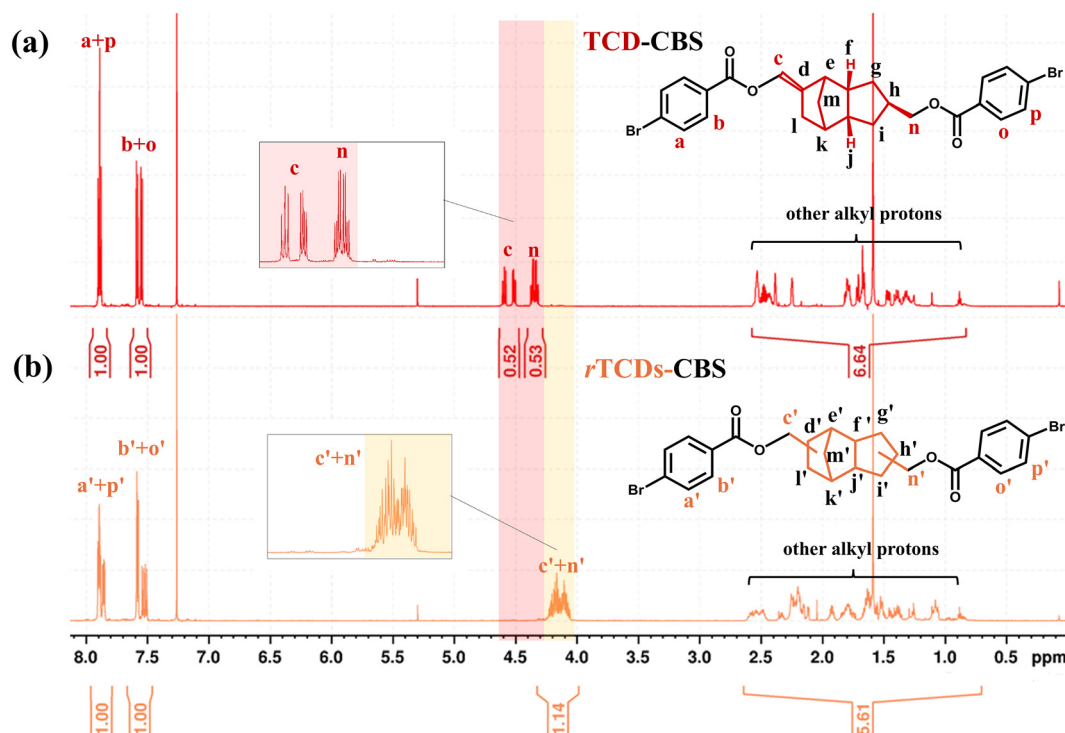 (a)
a+p
b+o
TCD-CBS
c
n
c
n
O
O
Br
a
b
c
d
e
f
H
g
h
m
l
k
H
j
i
n
O
O
o
p
Br
other alkyl protons
1.00
1.00
0.52
0.53
6.64
(b)
rTCDs-CBS
a'+p'
b'+o'
c'+n'
c'+n'
O
O
Br
a'
b'
c'
d'
e'
f'
g'
h'
m'
l'
k'
j'
i'
n'
O
O
o'
p'
Br
other alkyl protons
8.0 7.5 7.0 6.5 6.0 5.5 5.0 4.5 4.0 3.5 3.0 2.5 2.0 1.5 1.0 0.5 ppm
1.00
1.00
1.14